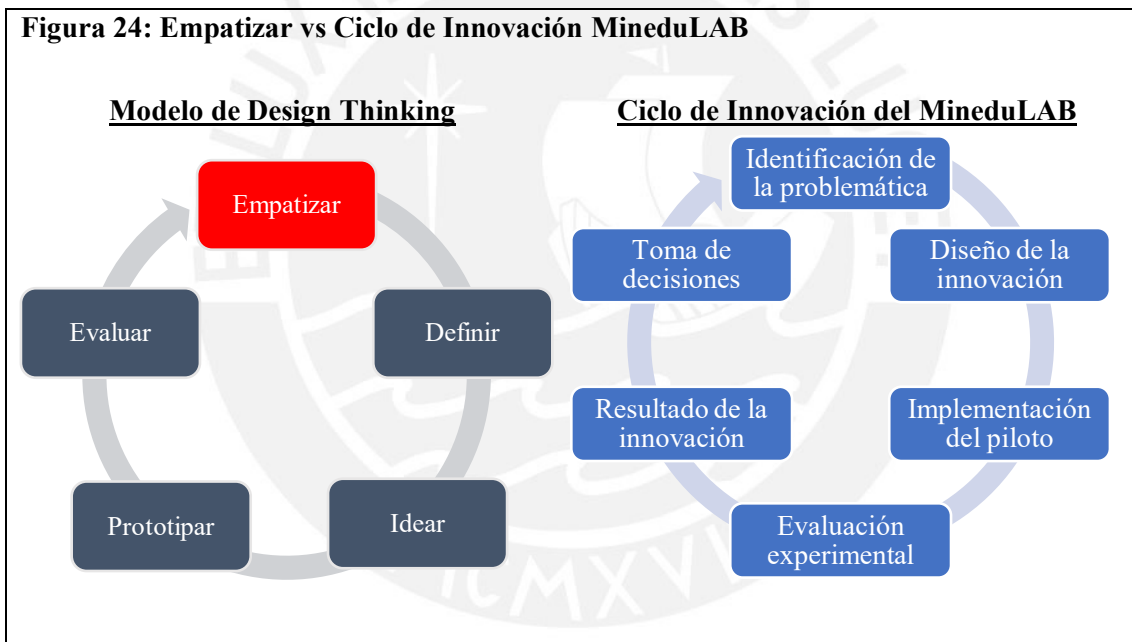 Figura 24: Empatizar vs Ciclo de Innovación MineduLAB
Modelo de Design Thinking
Empatizar
Definir
Idear
Prototipar
Evaluar
Ciclo de Innovación del MineduLAB
Identificación de
la problemática
Diseño de la
innovación
Implementación
del piloto
Evaluación
experimental
Resultado de la
innovación
Toma de
decisiones